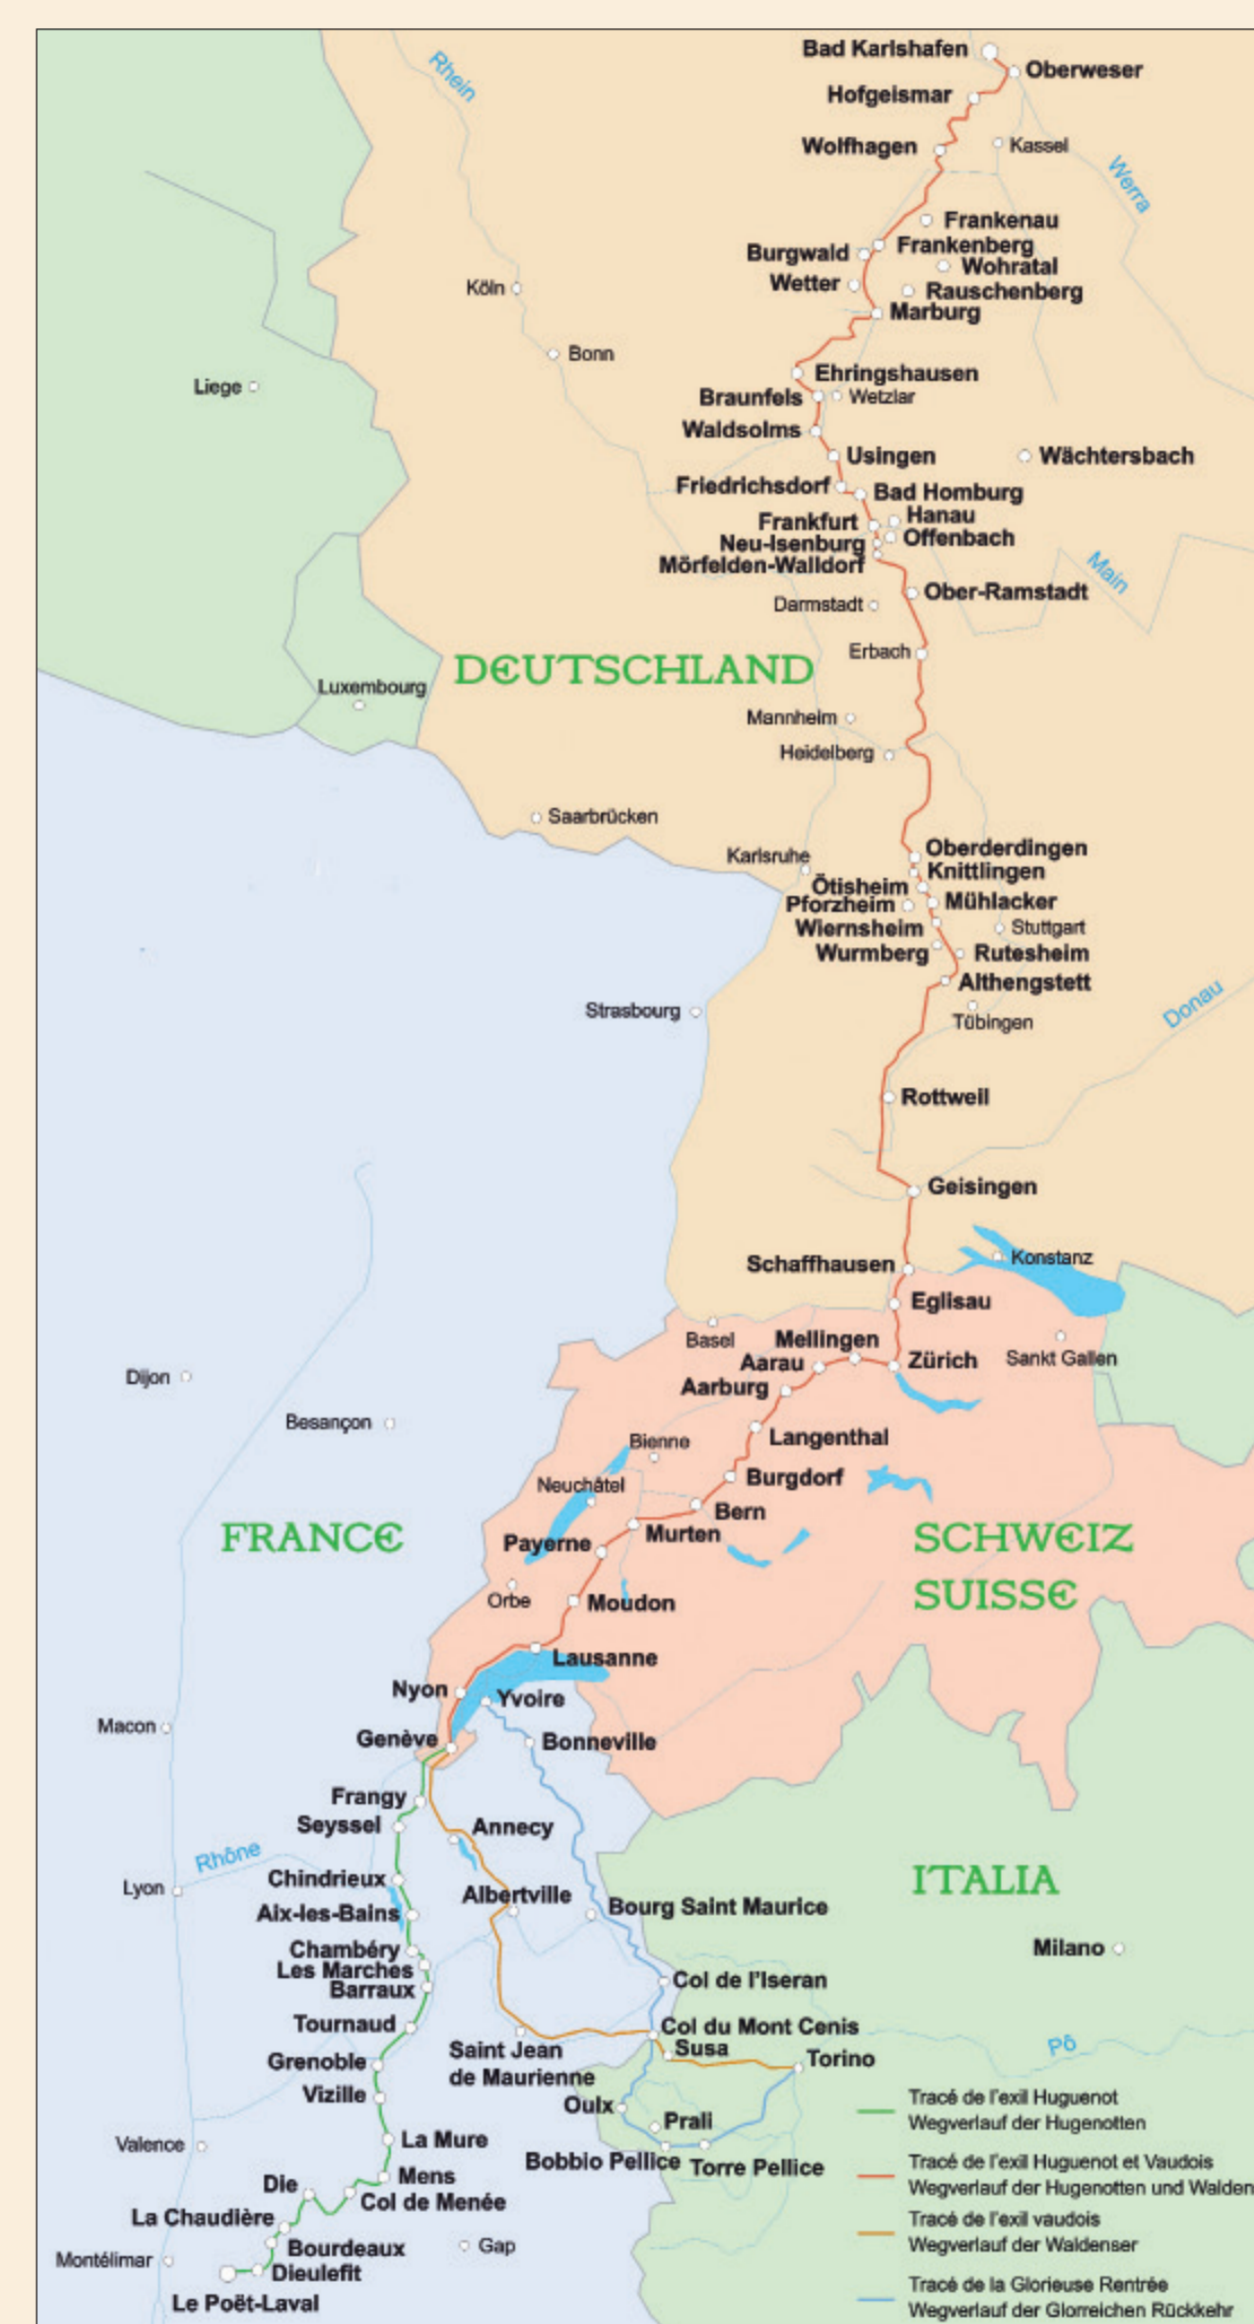 Bad Karlshafen
Rhein
Oberweser
Hofgeismar
Wolfhagen
Kassel
Werra
Frankenau
Frankenberg
Burgwald
Wohratal
Wetter
Köln
Rauschenberg
Marburg
Bonn
Ehringshausen
Liege
Braunfels
Wetzlar
Waldsolms
Usingen
Wächtersbach
Friedrichsdorf
Bad Homburg
Hanau
Frankfurt
Offenbach
Neu-Isenburg
Mörfelden-Walldorf
Main
Ober-Ramstadt
Darmstadt
Erbach
DEUTSCHLAND
Luxembourg
Mannheim
Heidelberg
Saarbrücken
Oberderdingen
Karlsruhe
Knittlingen
Ötisheim
Mühlacker
Pforzheim
Wiernsheim
Stuttgart
Wurmberg
Rutesheim
Althengstett
Donau
Strasbourg
Tübingen
Rottweil
Geisingen
Konstanz
Schaffhausen
Eglisau
Basel
Mellingen
Zürich
Sankt Gallen
Aarau
Dijon
Aarburg
Besançon
Langenthal
Bienne
Burgdorf
Neuchâtel
Bern
FRANCE
Murten
SCHWEIZ
Payerne
SUISSE
Orbe
Moudon
Lausanne
Nyon
Yvoire
Macon
Genève
Bonneville
Frangy
Seyssel
Annecy
Rhône
Chindrieux
ITALIA
Lyon
Albertville
Aix-les-Bains
Bourg Saint Maurice
Chambéry
Milano
Les Marches
Col de l'Iseran
Barraux
Tournaud
Col du Mont Cenis
Saint Jean
de Maurienne
Susa
Pô
Torino
Grenoble
Vizille
Oulx
Prali
La Mure
Valence
Bobbio Pellice
Torre Pellice
Mens
Die
Col de Menée
La Chaudière
Bourdeaux
Gap
Montélimar
Dieulefit
Le Poët-Laval
Tracé de l'exil Huguenot
Wegverlauf der Hugenotten
Tracé de l'exil Huguenot et Vaudois
Wegverlauf der Hugenotten und Walden
Tracé de l'exil vaudois
Wegverlauf der Waldenser
Tracé de la Glorieuse Rentrée
Wegverlauf der Glorreichen Rückkehr